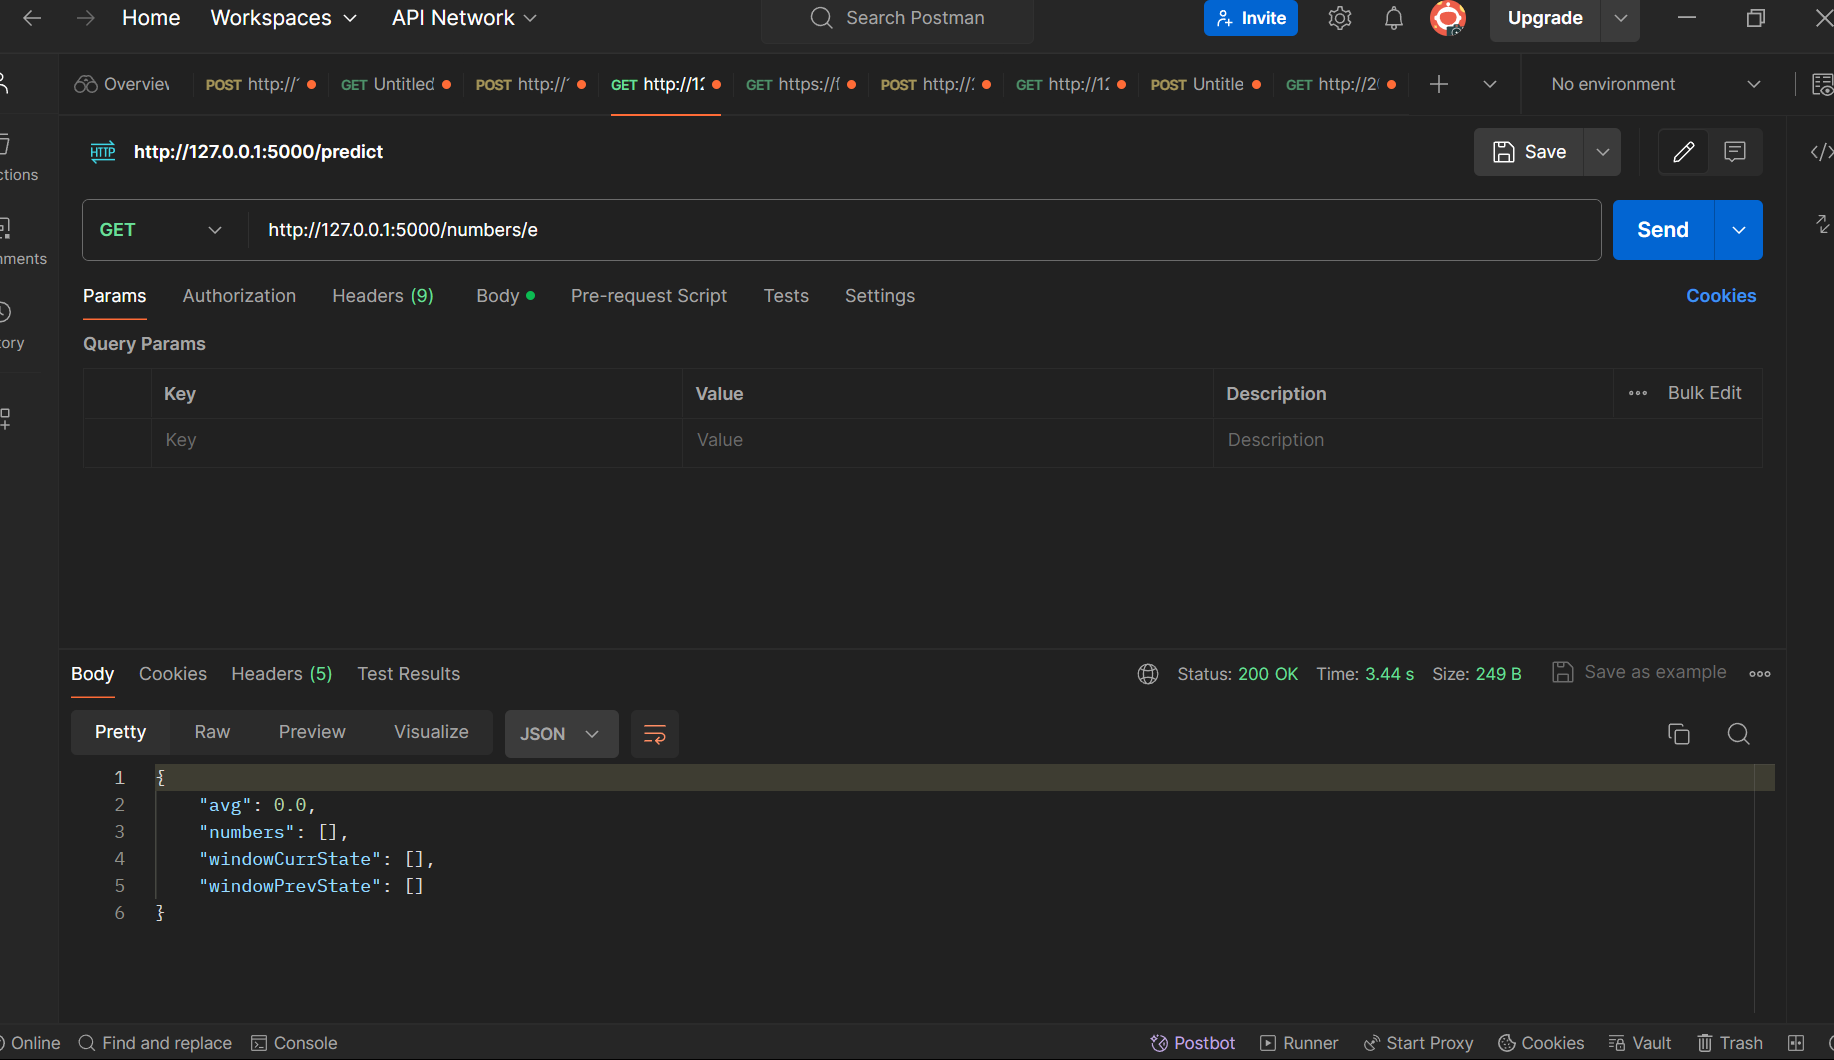 Home Workspaces API Network Search Postman Invite Upgrade
Overview POST http://1 GET Untitled POST http://1 GET http://12 GET https://f POST http://2 GET http://12 POST Untitle GET http://20 No environment
HTTP http://127.0.0.1:5000/predict Save
GET http://127.0.0.1:5000/numbers/e Send
Params Authorization Headers (9) Body Pre-request Script Tests Settings Cookies
Query Params
Key Value Description Bulk Edit
Key Value Description
ctions
nments
ory
Body Cookies Headers (5) Test Results Status: 200 OK Time: 3.44 s Size: 249 B Save as example
Pretty Raw Preview Visualize JSON
1 {
2 "avg": 0.0,
3 "numbers": [],
4 "windowCurrState": [],
5 "windowPrevState": []
6 }
Online Find and replace Console Postbot Runner Start Proxy Cookies Vault Trash